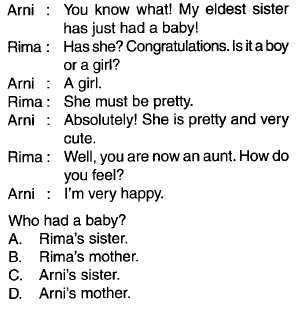 Arni : You know what! My eldest sister
has just had a baby!
Rima : Has she? Congratulations. Is it a boy
or a girl?
Arni : A girl.
Rima : She must be pretty.
Arni : Absolutely! She is pretty and very
cute.
Rima : Well, you are now an aunt. How do
you feel?
Arni : I'm very happy.
Who had a baby?
A. Rima's sister.
B. Rima's mother.
C. Arni's sister.
D. Arni's mother.